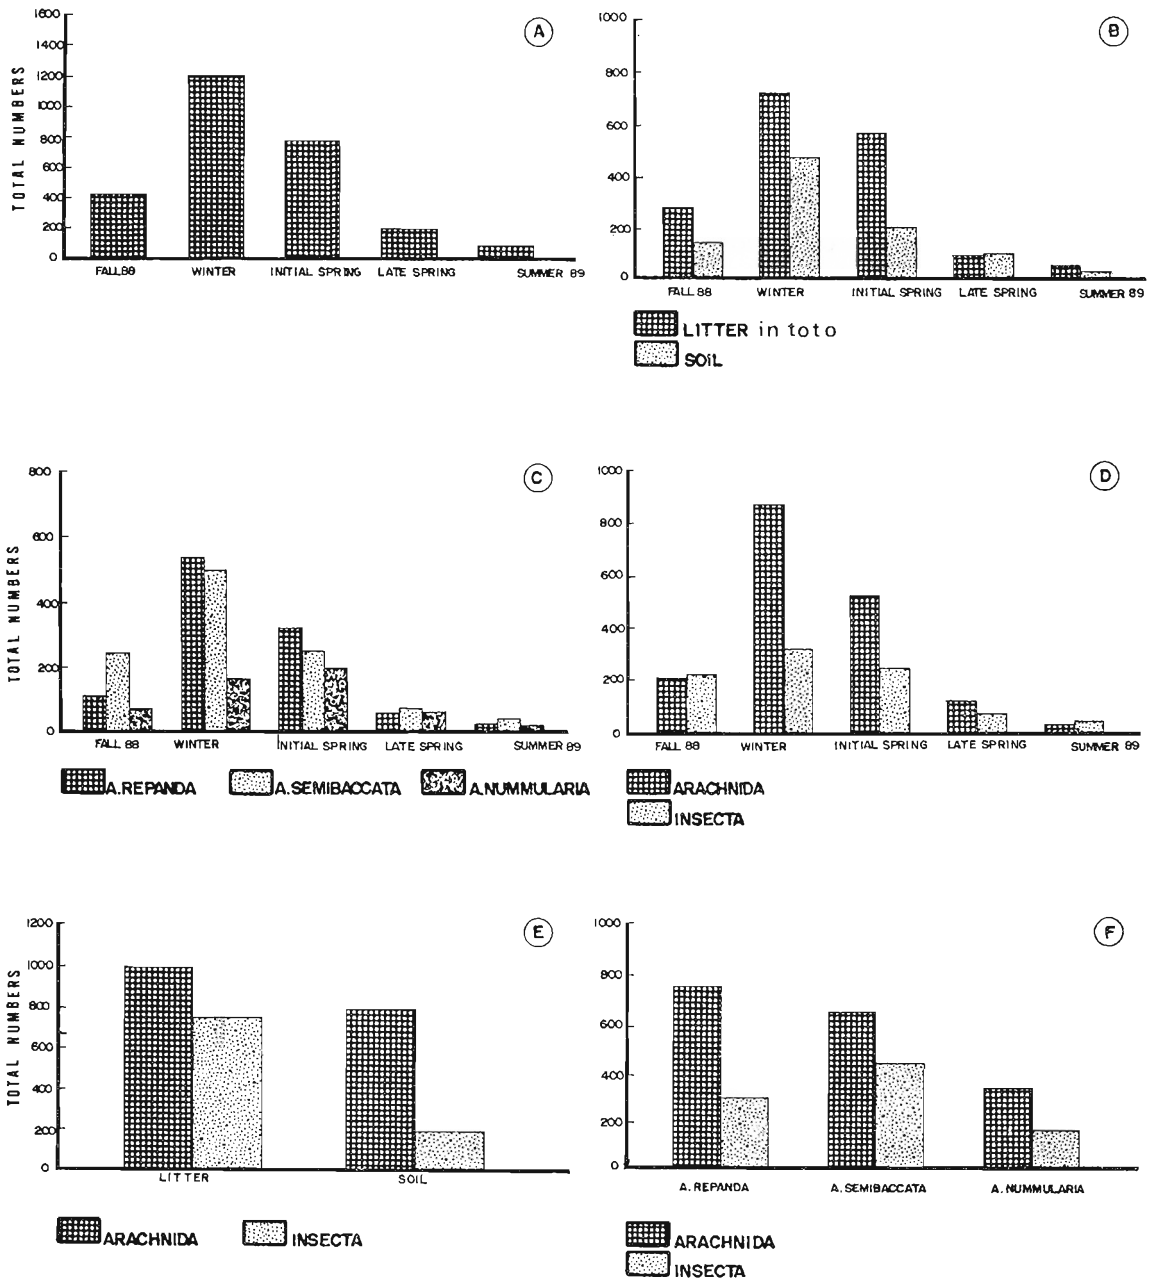 A
TOTAL NUMBERS
1600
1400
1200
1000
800
600
400
200
0
FALL88 WINTER INITIAL SPRING LATE SPRING SUMMER 89
B
1000
800
600
400
200
0
FALL 88 WINTER INITIAL SPRING LATE SPRING SUMMER 89
LITTER in toto
SOIL
C
TOTAL NUMBERS
800
600
400
200
0
FALL 88 WINTER INITIAL SPRING LATE SPRING SUMMER 89
A.REPANDA A.SEMIBACCATA A.NUMMULARIA
D
1000
800
600
400
200
0
FALL 88 WINTER INITIAL SPRING LATE SPRING SUMMER 89
ARACHNIDA
INSECTA
E
TOTAL NUMBERS
1200
1000
800
600
400
200
0
LITTER SOIL
ARACHNIDA INSECTA
F
1000
800
600
400
200
0
A. REPANDA A. SEMIBACCATA A. NUMMULARIA
ARACHNIDA
INSECTA